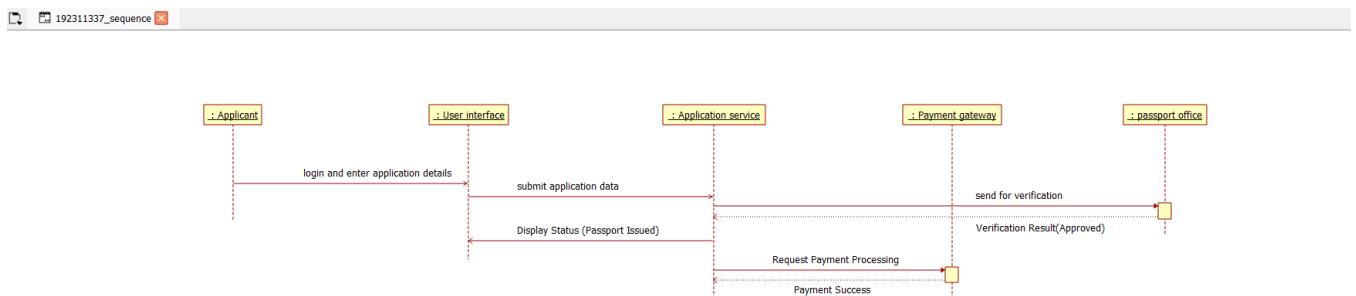 192311337_sequence
: Applicant
: User interface
: Application service
: Payment gateway
: passport office
login and enter application details
submit application data
send for verification
Verification Result(Approved)
Display Status (Passport Issued)
Request Payment Processing
Payment Success